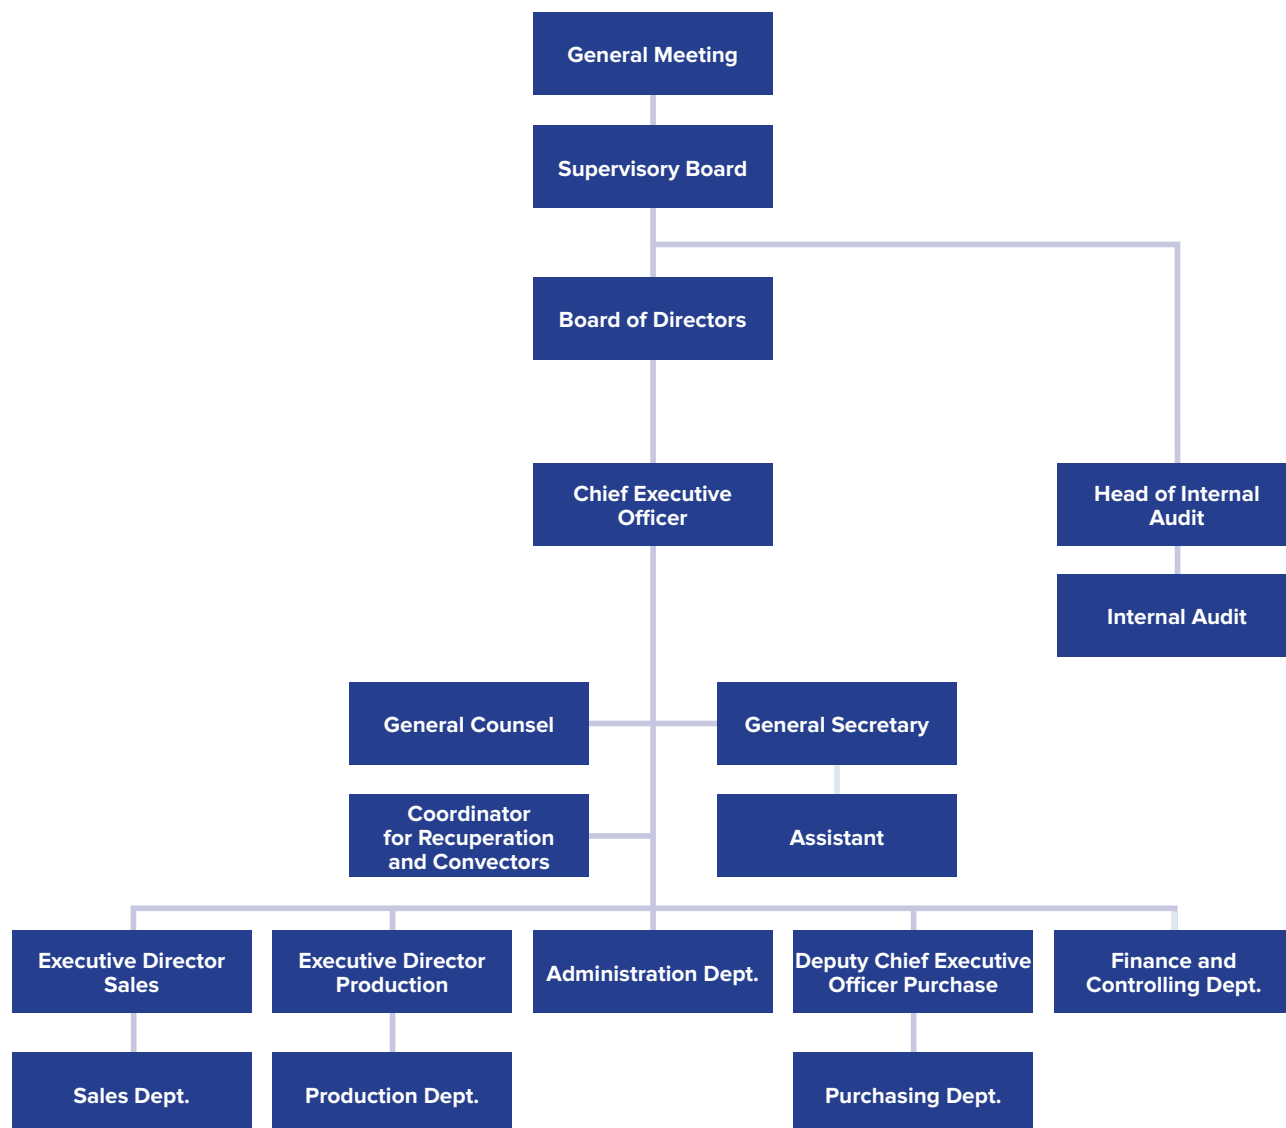 General Meeting
Supervisory Board
Board of Directors
Chief Executive
Officer
Head of Internal
Audit
Internal Audit
General Counsel
General Secretary
Coordinator
for Recuperation
and Convectors
Assistant
Executive Director
Sales
Executive Director
Production
Administration Dept.
Deputy Chief Executive
Officer Purchase
Finance and
Controlling Dept.
Sales Dept.
Production Dept.
Purchasing Dept.